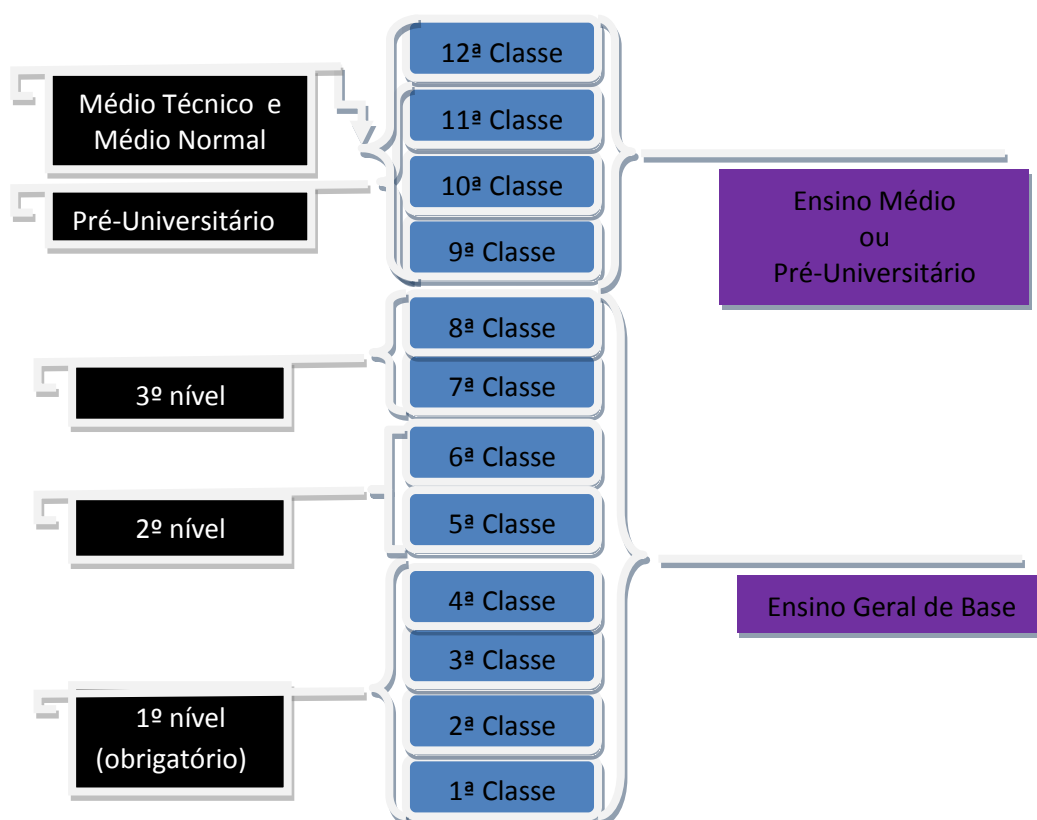 12ª Classe
Médio Técnico e
Médio Normal
11ª Classe
10ª Classe
Pré-Universitário
9ª Classe
Ensino Médio
ou
Pré-Universitário
8ª Classe
7ª Classe
3º nível
6ª Classe
5ª Classe
2º nível
4ª Classe
Ensino Geral de Base
3ª Classe
1º nível
(obrigatório)
2ª Classe
1ª Classe